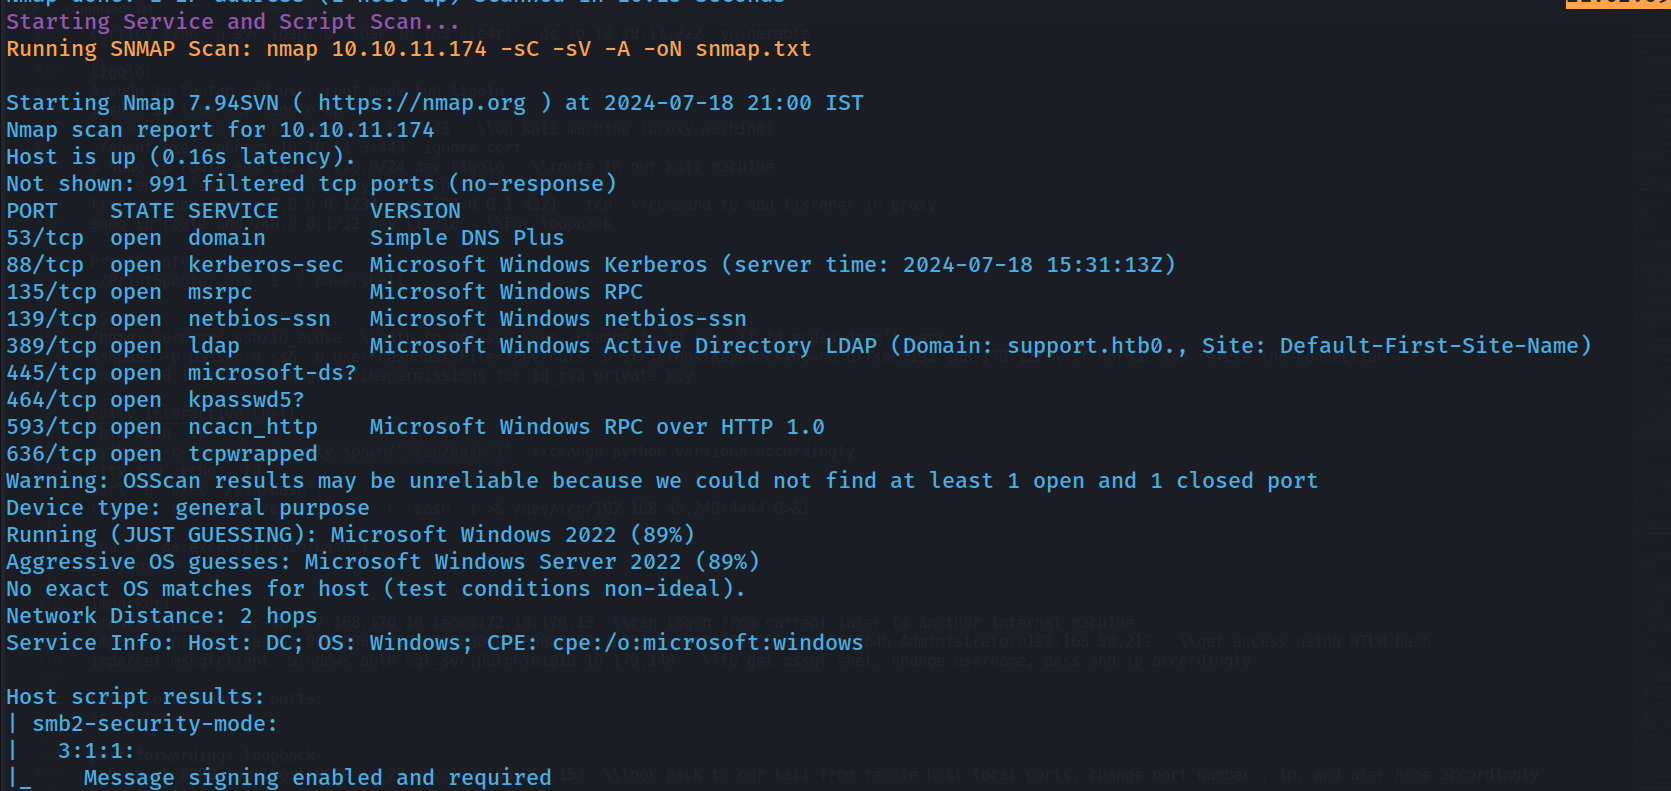 Starting Service and Script Scan...
Running SNMAP Scan: nmap 10.10.11.174 -sC -sV -A -oN snmap.txt
Starting Nmap 7.94SVN ( https://nmap.org ) at 2024-07-18 21:00 IST
Nmap scan report for 10.10.11.174
Host is up (0.16s latency).
Not shown: 991 filtered tcp ports (no-response)
PORT    STATE SERVICE       VERSION
53/tcp  open  domain        Simple DNS Plus
88/tcp  open  kerberos-sec  Microsoft Windows Kerberos (server time: 2024-07-18 15:31:13Z)
135/tcp open  msrpc         Microsoft Windows RPC
139/tcp open  netbios-ssn   Microsoft Windows netbios-ssn
389/tcp open  ldap          Microsoft Windows Active Directory LDAP (Domain: support.htb0., Site: Default-First-Site-Name)
445/tcp open  microsoft-ds?
464/tcp open  kpasswd5?
593/tcp open  ncacn_http    Microsoft Windows RPC over HTTP 1.0
636/tcp open  tcpwrapped
Warning: OSScan results may be unreliable because we could not find at least 1 open and 1 closed port
Device type: general purpose
Running (JUST GUESSING): Microsoft Windows 2022 (89%)
Aggressive OS guesses: Microsoft Windows Server 2022 (89%)
No exact OS matches for host (test conditions non-ideal).
Network Distance: 2 hops
Service Info: Host: DC; OS: Windows; CPE: cpe:/o:microsoft:windows
Host script results:
| smb2-security-mode:
|   3:1:1:
|_    Message signing enabled and required